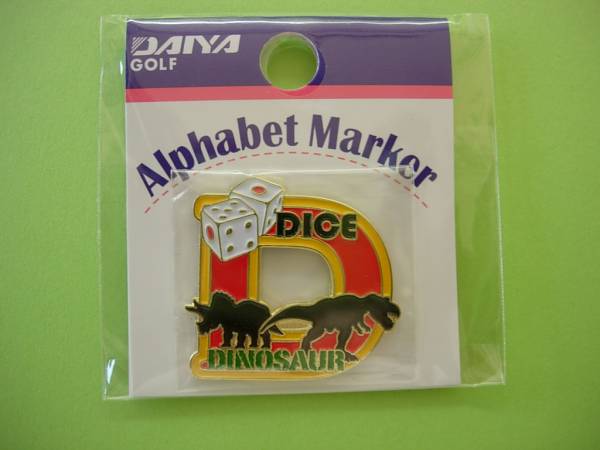 DAIYA
GOLF
Alphabet Marker
DICE
DINOSAUR